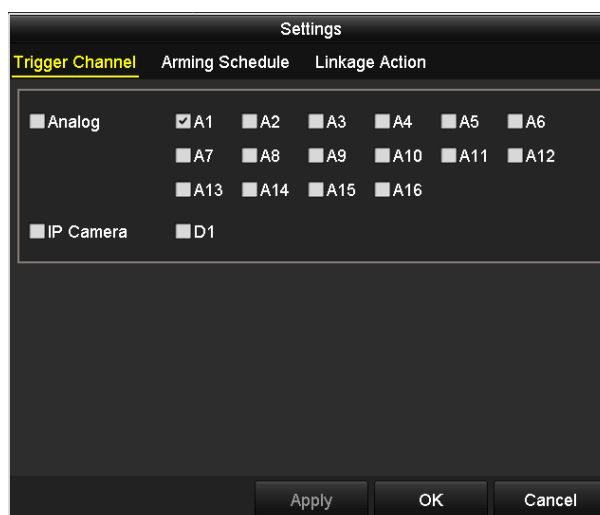 Settings
Trigger Channel Arming Schedule Linkage Action
Analog A1 A2 A3 A4 A5 A6
A7 A8 A9 A10 A11 A12
A13 A14 A15 A16
IP Camera D1
Apply OK Cancel